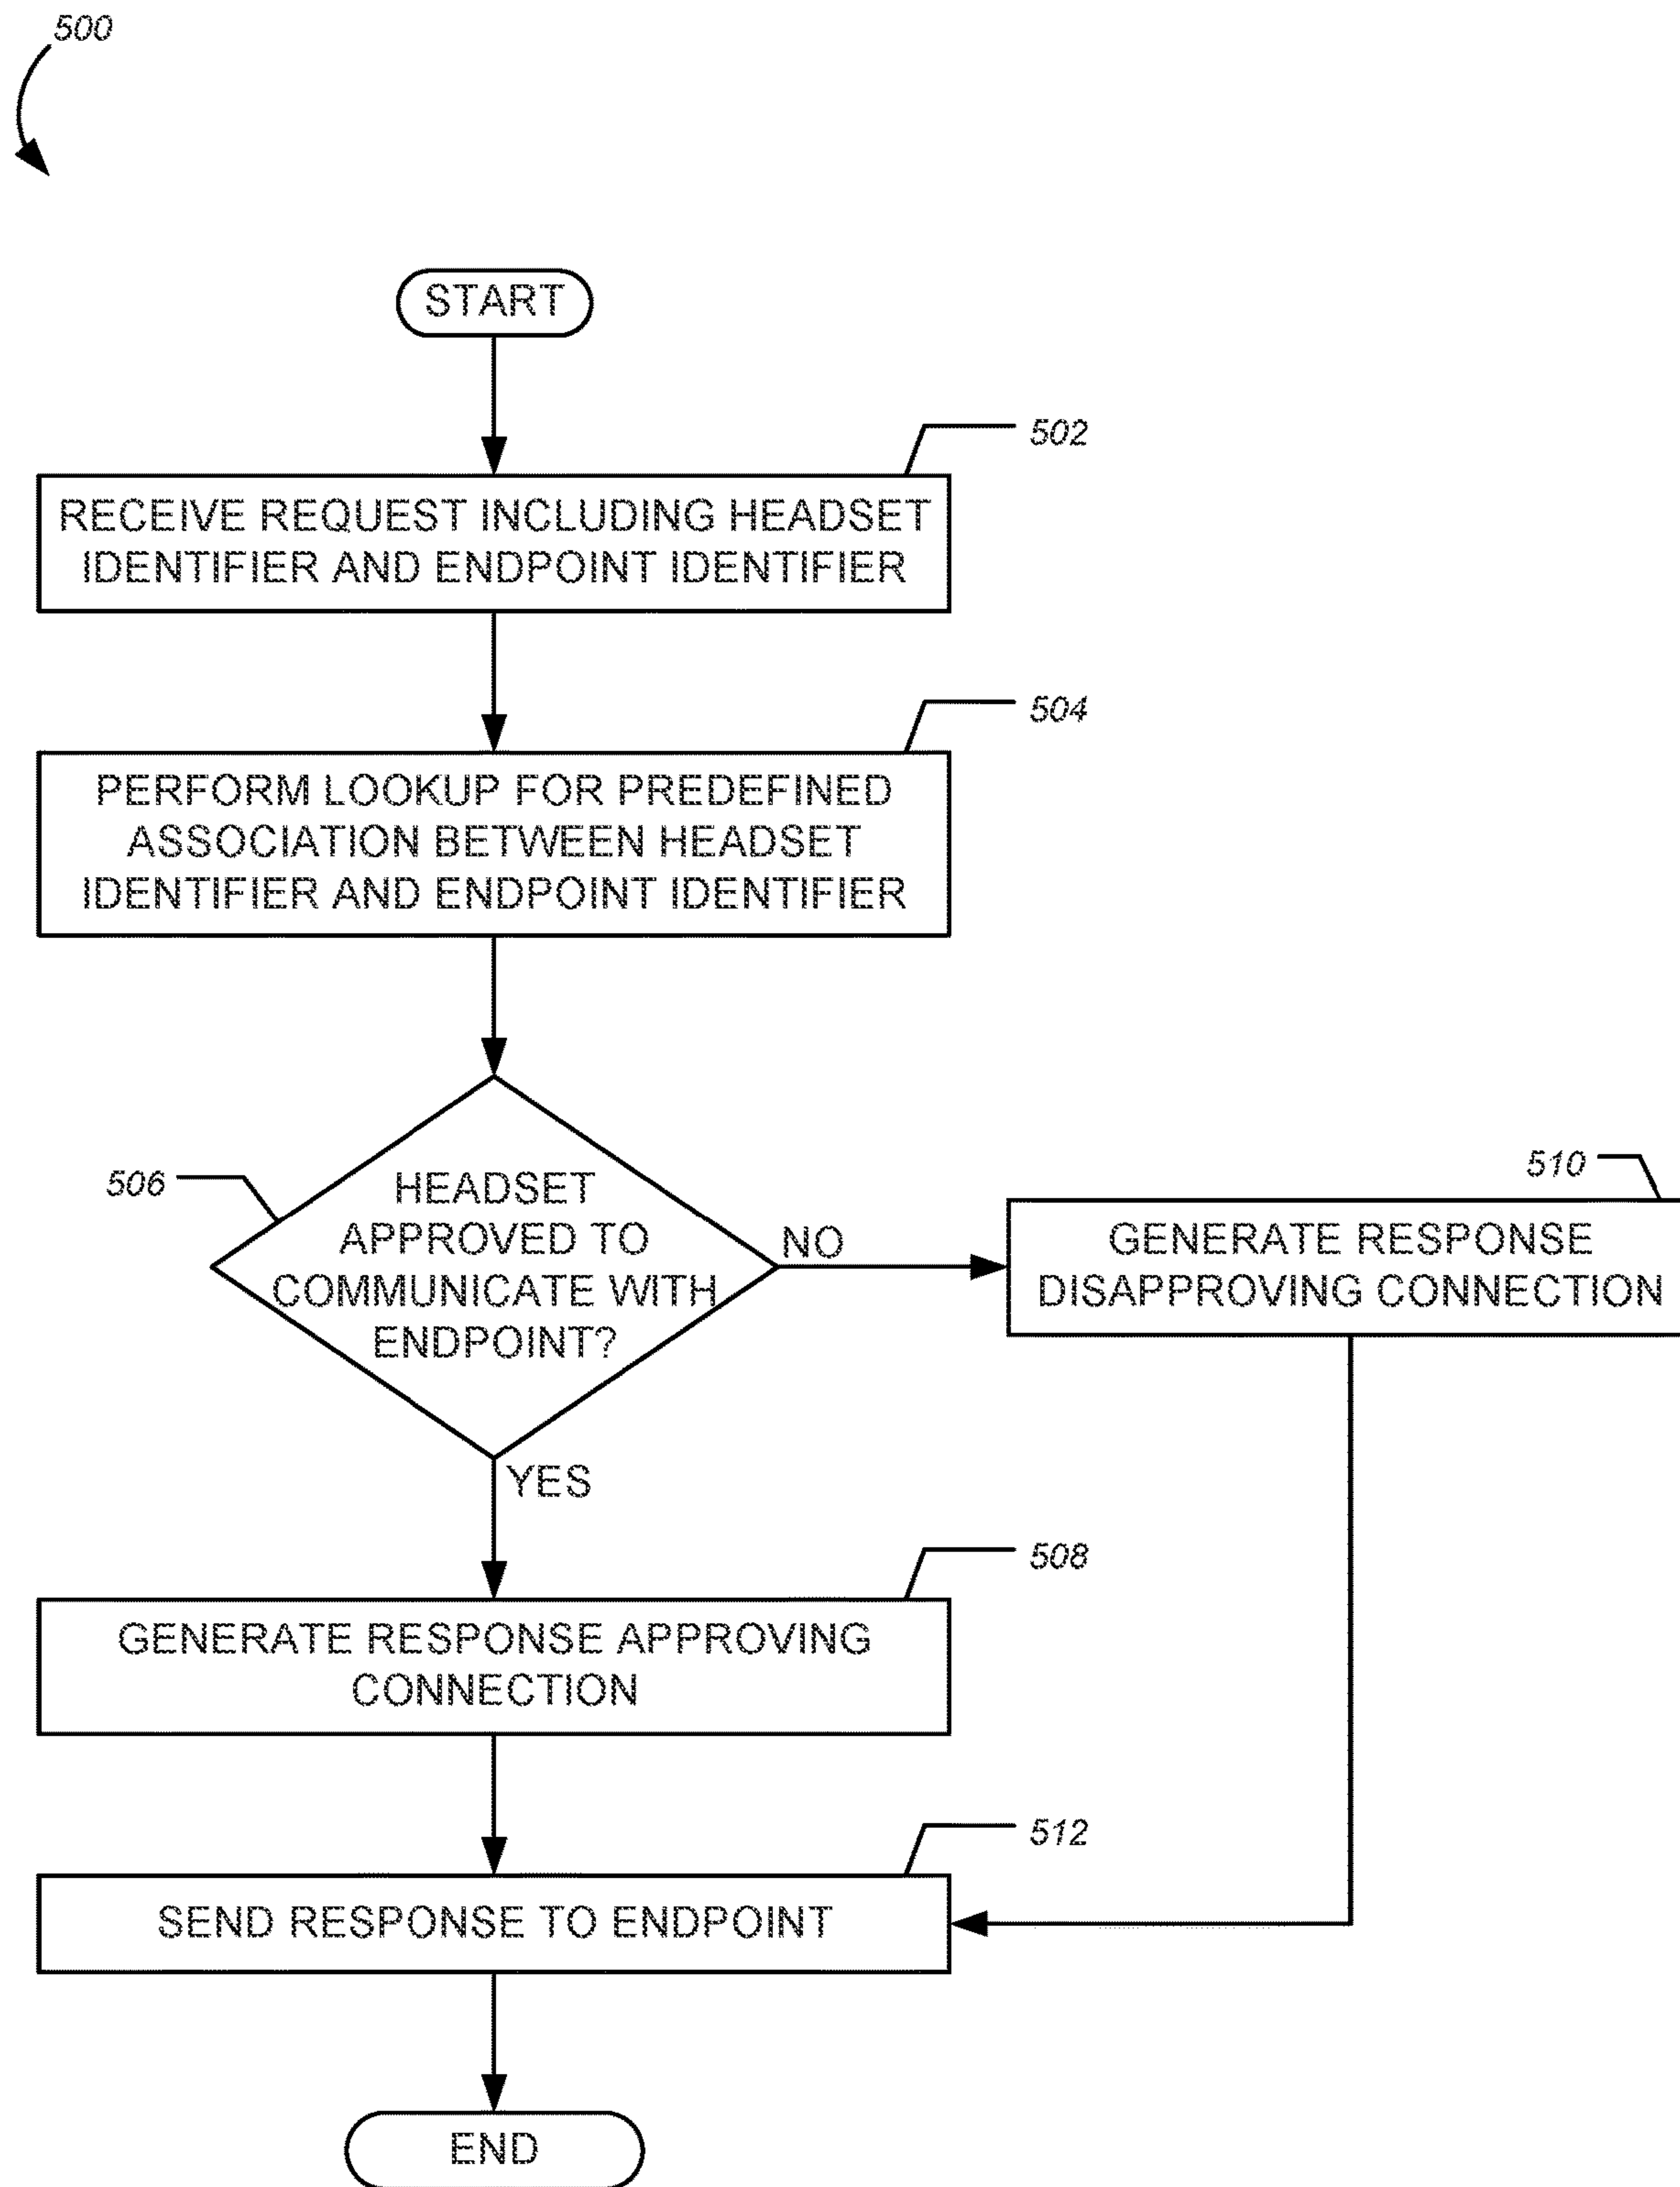 500
START
502
RECEIVE REQUEST INCLUDING HEADSET
IDENTIFIER AND ENDPOINT IDENTIFIER
504
PERFORM LOOKUP FOR PREDEFINED
ASSOCIATION BETWEEN HEADSET
IDENTIFIER AND ENDPOINT IDENTIFIER
506
HEADSET
APPROVED TO
COMMUNICATE WITH
ENDPOINT?
NO
510
GENERATE RESPONSE
DISAPPROVING CONNECTION
YES
508
GENERATE RESPONSE APPROVING
CONNECTION
512
SEND RESPONSE TO ENDPOINT
END